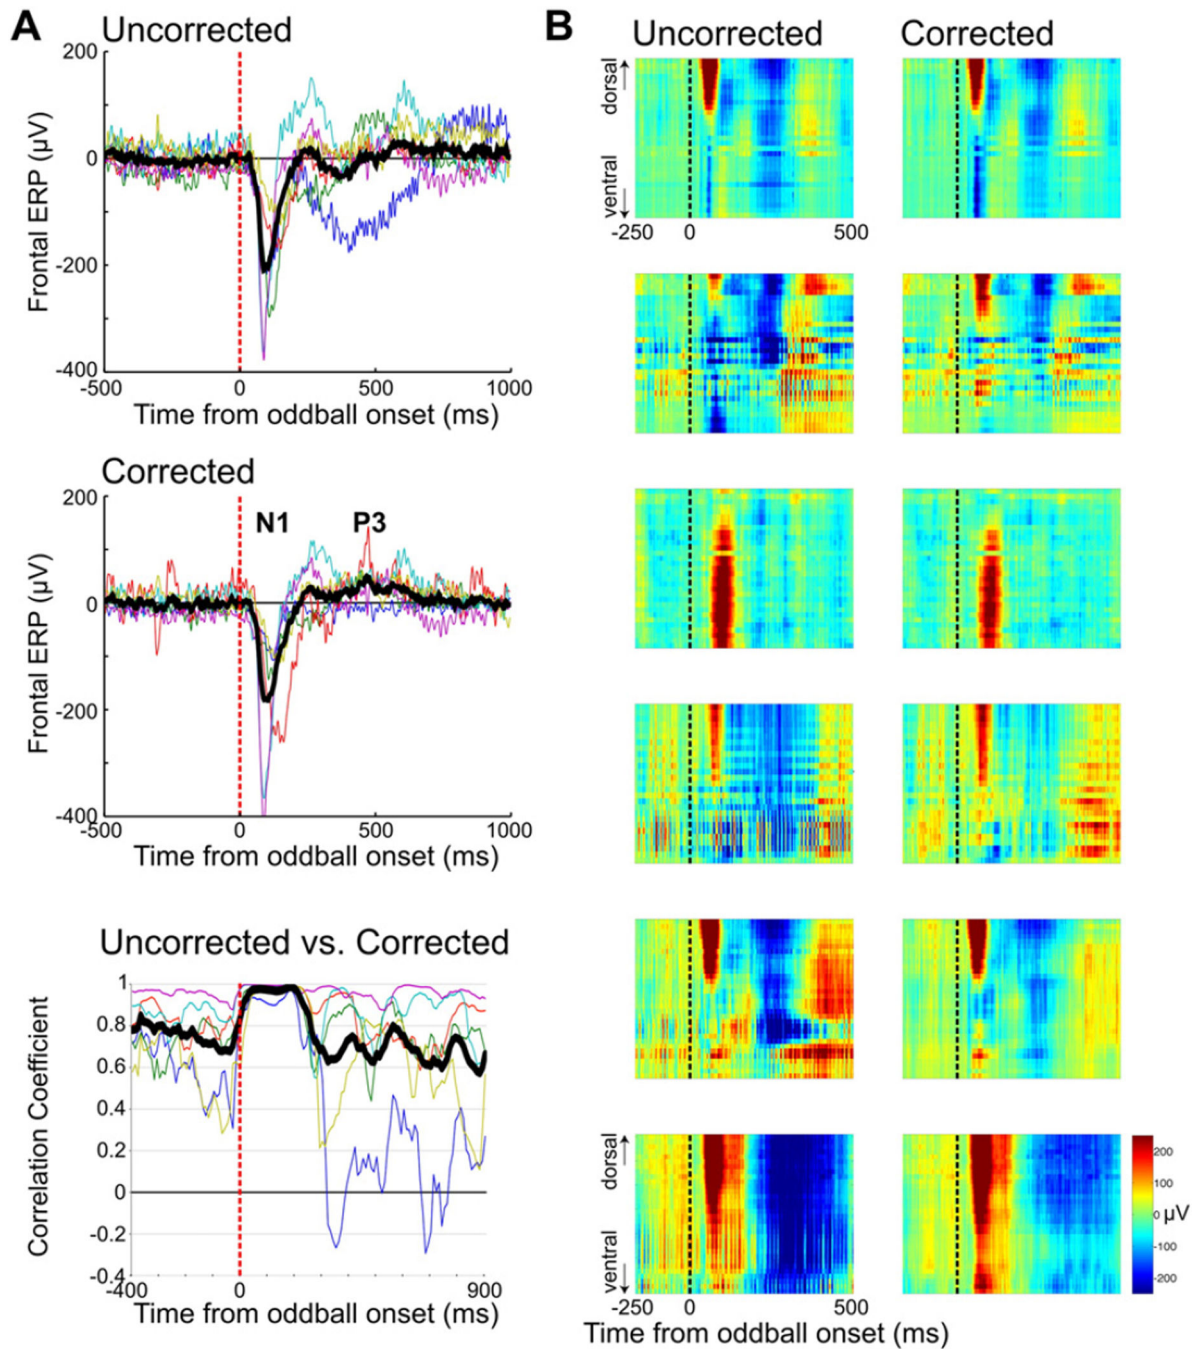 A
Uncorrected
200
0
-200
-400
Frontal ERP (µV)
-500
0
500
1000
Time from oddball onset (ms)
Corrected
200
0
-200
-400
Frontal ERP (µV)
N1
P3
-500
0
500
1000
Time from oddball onset (ms)
Uncorrected vs. Corrected
1
0.8
0.6
0.4
0.2
0
-0.2
-0.4
Correlation Coefficient
-400
0
900
Time from oddball onset (ms)
B
Uncorrected
Corrected
dorsal
ventral
-250
0
500
dorsal
ventral
-250
0
500
Time from oddball onset (ms)
200
100
0
-100
-200
µV